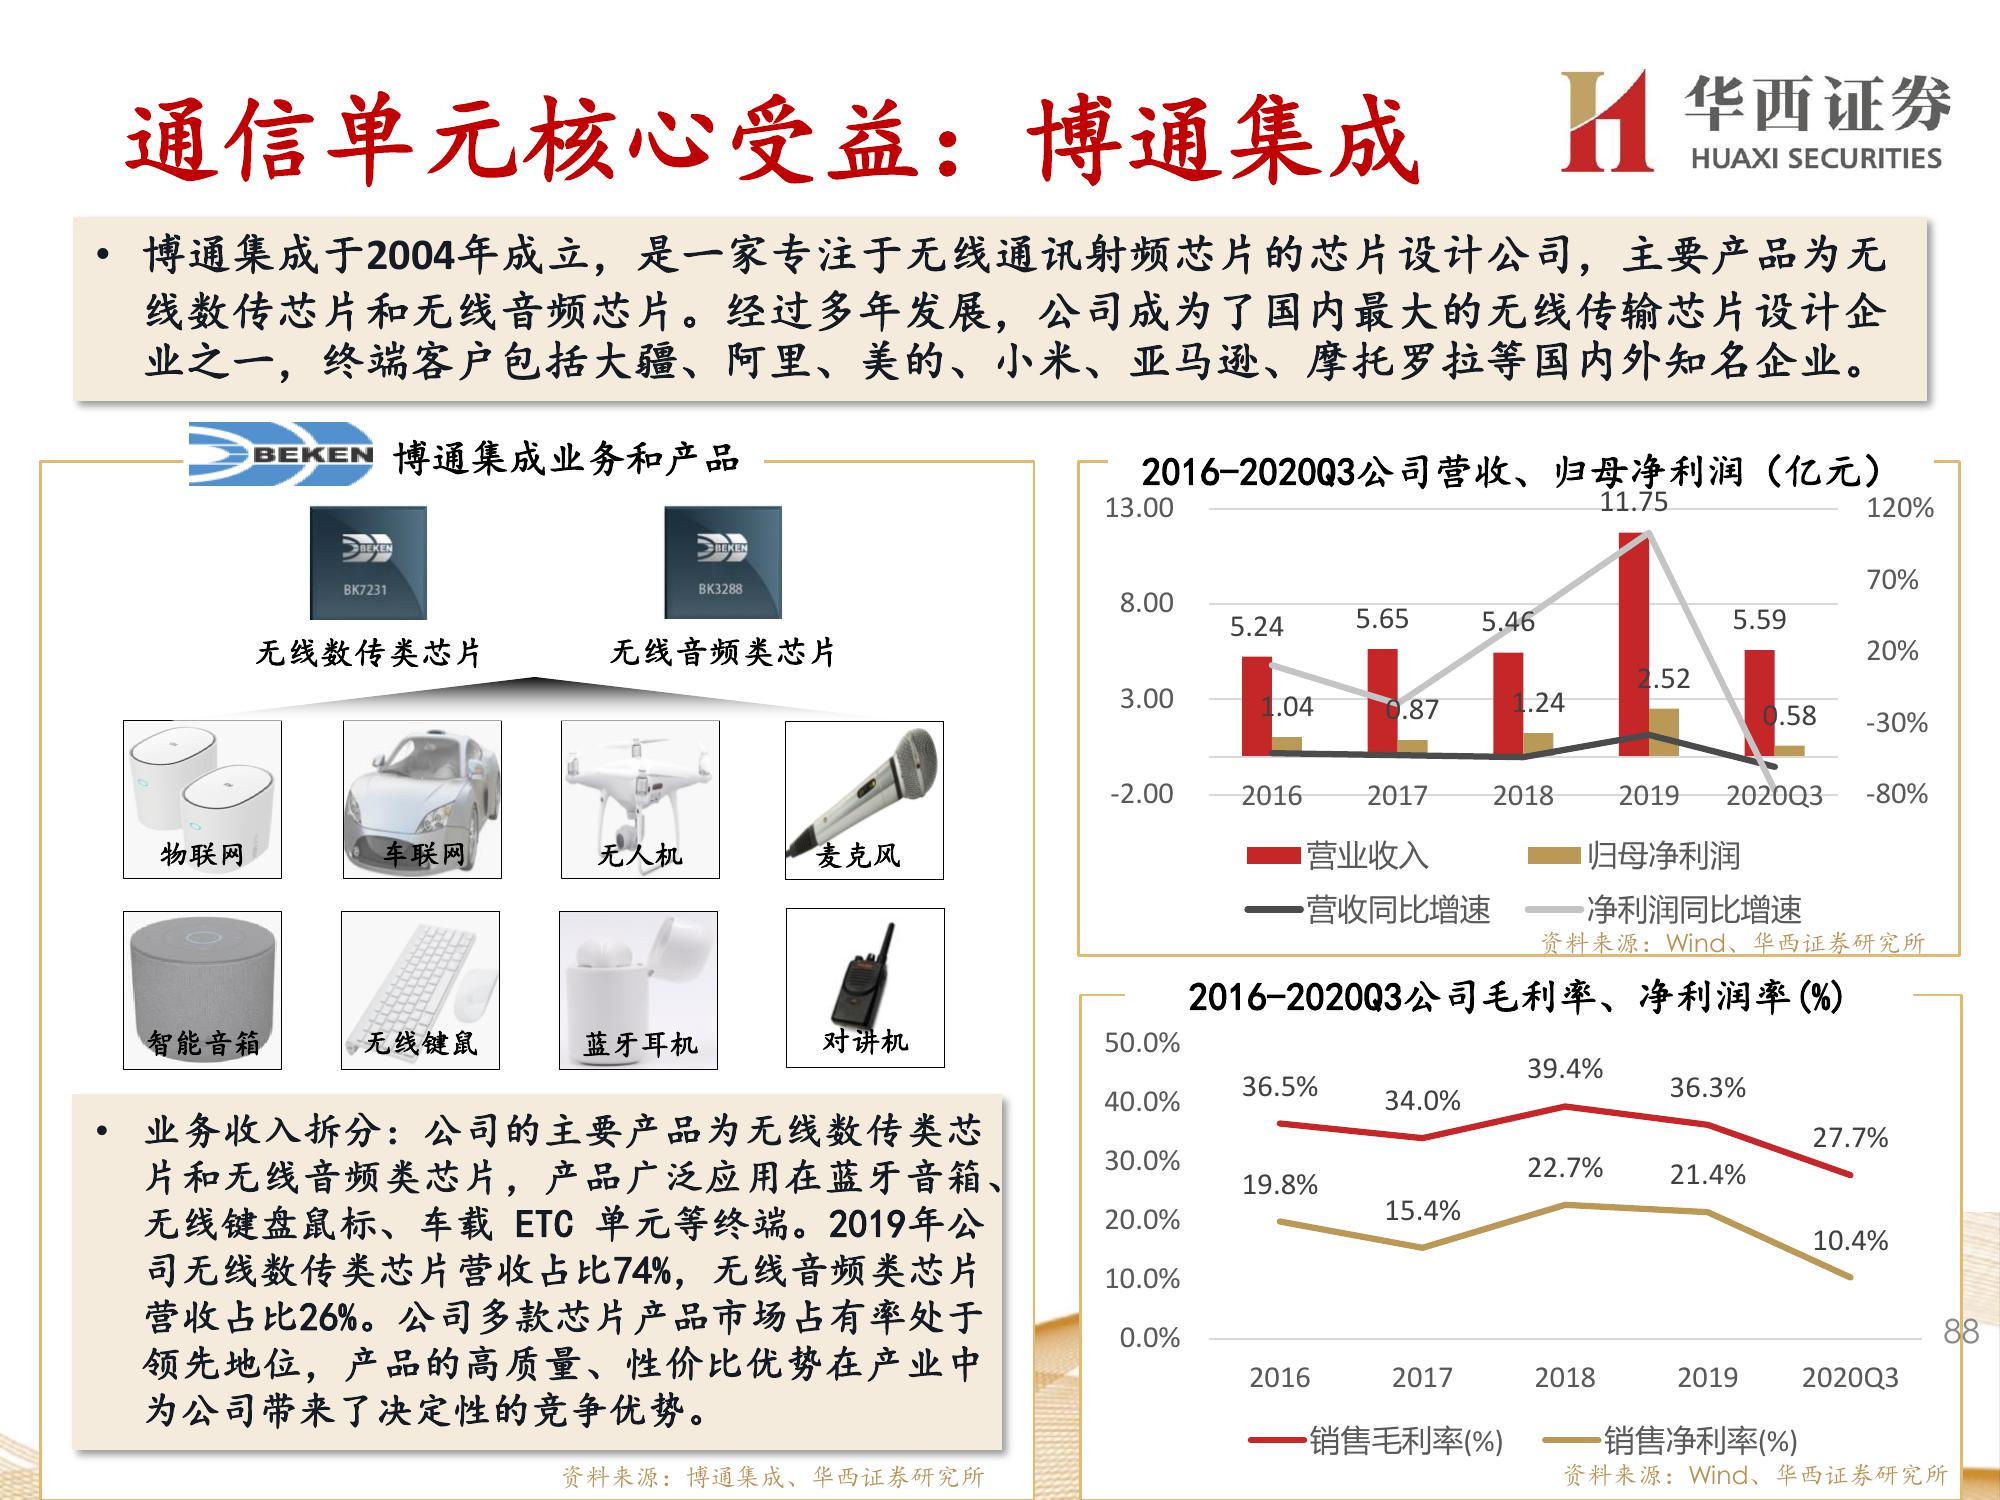 通信单元核心受益：博通集成
华西证券
HUAXI SECURITIES
• 博通集成于2004年成立，是一家专注于无线通讯射频芯片的芯片设计公司，主要产品为无
线数传芯片和无线音频芯片。经过多年发展，公司成为了国内最大的无线传输芯片设计企
业之一，终端客户包括大疆、阿里、美的、小米、亚马逊、摩托罗拉等国内外知名企业。
BEKEN 博通集成业务和产品
BEKEN
BK7231
BEKEN
BK3288
无线数传类芯片
无线音频类芯片
物联网
车联网
无人机
麦克风
智能音箱
无线键鼠
蓝牙耳机
对讲机
• 业务收入拆分：公司的主要产品为无线数传类芯
片和无线音频类芯片，产品广泛应用在蓝牙音箱、
无线键盘鼠标、车载 ETC 单元等终端。2019年公
司无线数传类芯片营收占比74%，无线音频类芯片
营收占比26%。公司多款芯片产品市场占有率处于
领先地位，产品的高质量、性价比优势在产业中
为公司带来了决定性的竞争优势。
资料来源：博通集成、华西证券研究所
2016-2020Q3公司营收、归母净利润（亿元）
13.00
8.00
3.00
-2.00
120%
70%
20%
-30%
-80%
5.24
5.65
5.46
11.75
5.59
1.04
0.87
1.24
2.52
0.58
2016
2017
2018
2019
2020Q3
营业收入
归母净利润
营收同比增速
净利润同比增速
资料来源：Wind、华西证券研究所
2016-2020Q3公司毛利率、净利润率(%)
50.0%
40.0%
30.0%
20.0%
10.0%
0.0%
36.5%
34.0%
39.4%
36.3%
27.7%
19.8%
15.4%
22.7%
21.4%
10.4%
2016
2017
2018
2019
2020Q3
销售毛利率(%)
销售净利率(%)
资料来源：Wind、华西证券研究所
88